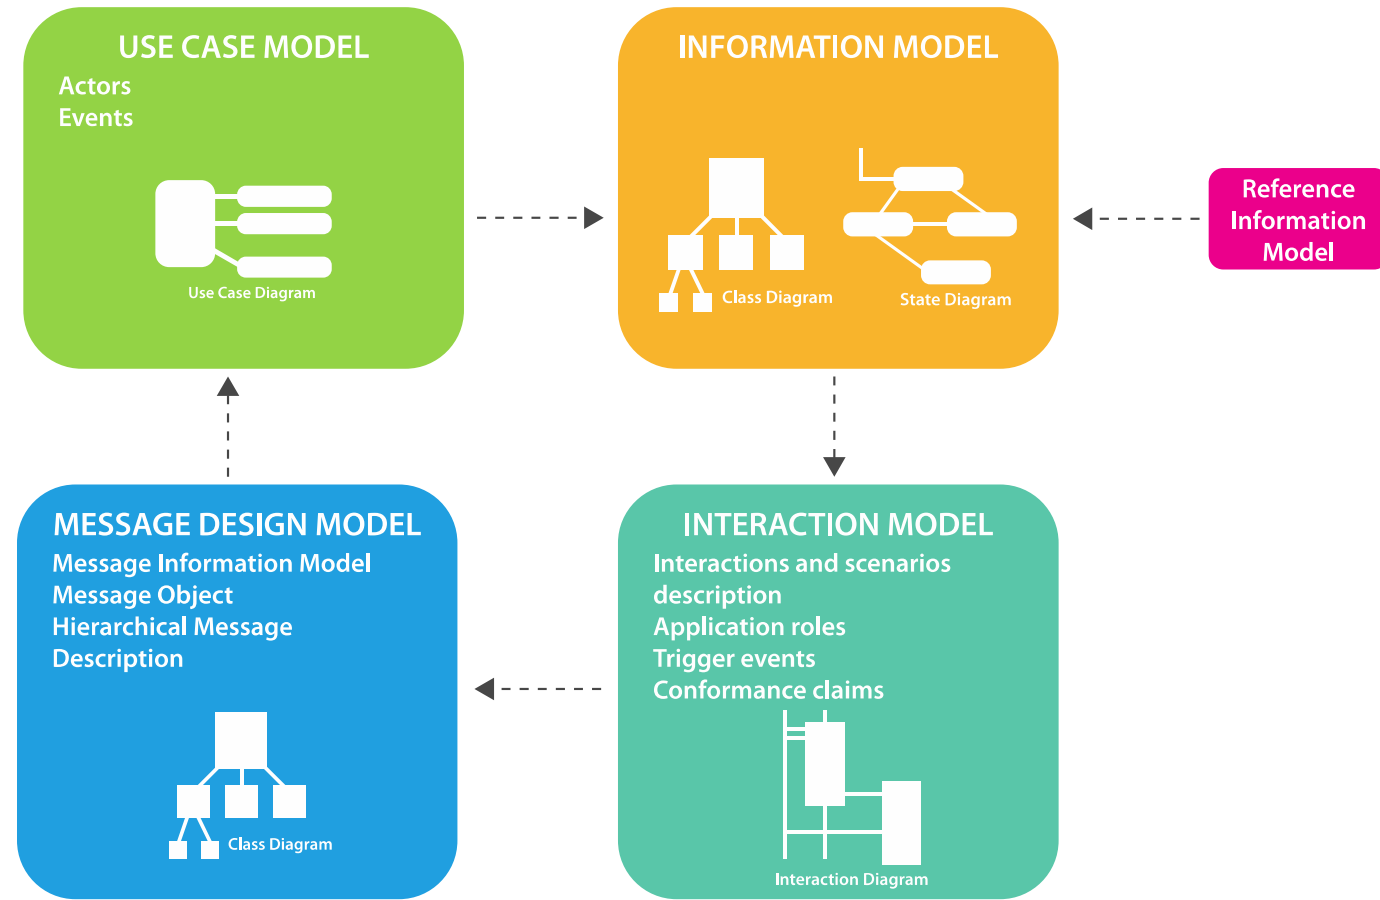 USE CASE MODEL
Actors
Events
Use Case Diagram
INFORMATION MODEL
Class Diagram
State Diagram
Reference
Information
Model
MESSAGE DESIGN MODEL
Message Information Model
Message Object
Hierarchical Message
Description
Class Diagram
INTERACTION MODEL
Interactions and scenarios
description
Application roles
Trigger events
Conformance claims
Interaction Diagram